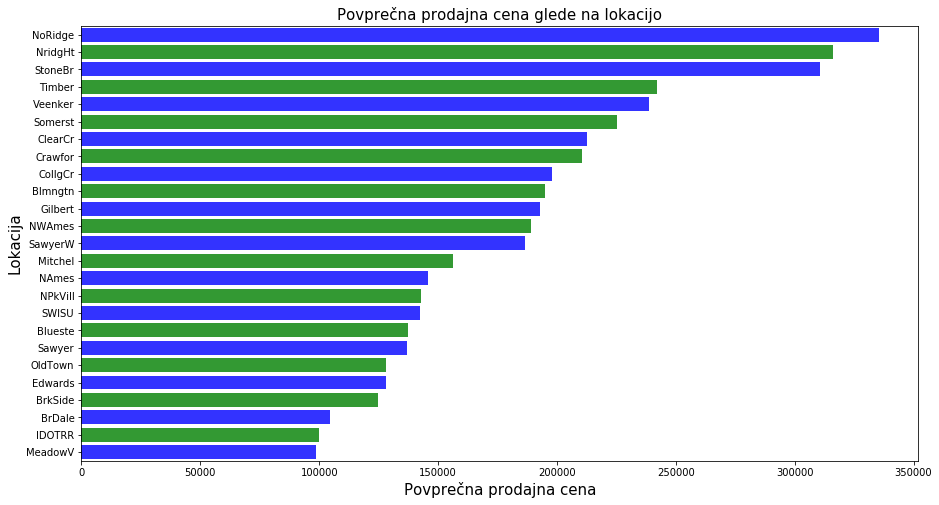 Povprečna prodajna cena glede na lokacijo
Lokacija
NoRidge
NridgHt
StoneBr
Timber
Veenker
Somerst
ClearCr
Crawfor
CollgCr
Blmngtn
Gilbert
NWAmes
SawyerW
Mitchel
NAmes
NPkVill
SWISU
Blueste
Sawyer
OldTown
Edwards
BrkSide
BrDale
IDOTRR
MeadowV
0 50000 100000 150000 200000 250000 300000 350000
Povprečna prodajna cena